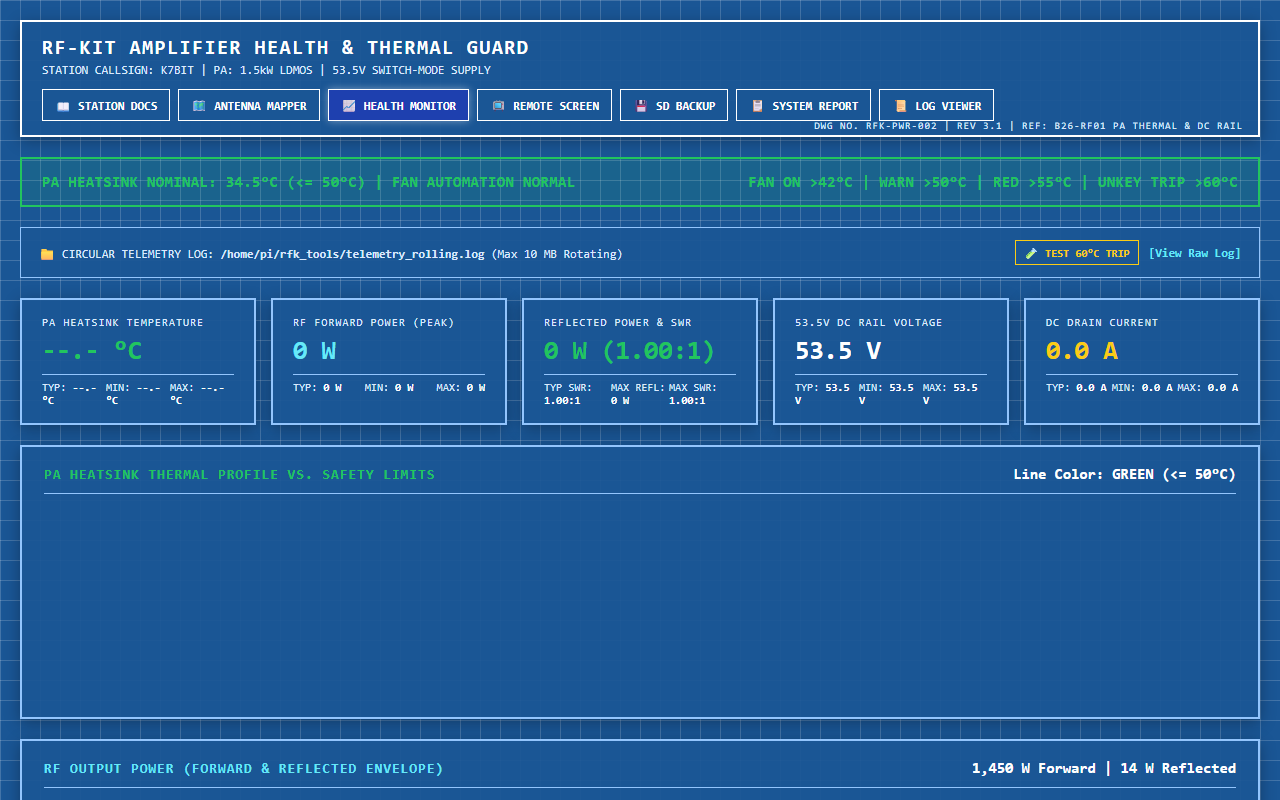 RF-KIT AMPLIFIER HEALTH & THERMAL GUARD
STATION CALLSIGN: K7BIT | PA: 1.5kW LDMOS | 53.5V SWITCH-MODE SUPPLY
STATION DOCS ANTENNA MAPPER HEALTH MONITOR REMOTE SCREEN SD BACKUP SYSTEM REPORT LOG VIEWER
DWG NO. RFK-PWR-002 | REV 3.1 | REF: B26-RF01 PA THERMAL & DC RAIL
PA HEATSINK NOMINAL: 34.5°C (<= 50°C) | FAN AUTOMATION NORMAL FAN ON >42°C | WARN >50°C | RED >55°C | UNKEY TRIP >60°C
CIRCULAR TELEMETRY LOG: /home/pi/rfk_tools/telemetry_rolling.log (Max 10 MB Rotating) TEST 60°C TRIP [View Raw Log]
PA HEATSINK TEMPERATURE
--.- °C
TYP: --.- °C MIN: --.- °C MAX: --.- °C
RF FORWARD POWER (PEAK)
0 W
TYP: 0 W MIN: 0 W MAX: 0 W
REFLECTED POWER & SWR
0 W (1.00:1)
TYP SWR: 1.00:1 MAX REFL: 0 W MAX SWR: 1.00:1
53.5V DC RAIL VOLTAGE
53.5 V
TYP: 53.5 V MIN: 53.5 V MAX: 53.5 V
DC DRAIN CURRENT
0.0 A
TYP: 0.0 A MIN: 0.0 A MAX: 0.0 A
PA HEATSINK THERMAL PROFILE VS. SAFETY LIMITS Line Color: GREEN (<= 50°C)
RF OUTPUT POWER (FORWARD & REFLECTED ENVELOPE) 1,450 W Forward | 14 W Reflected